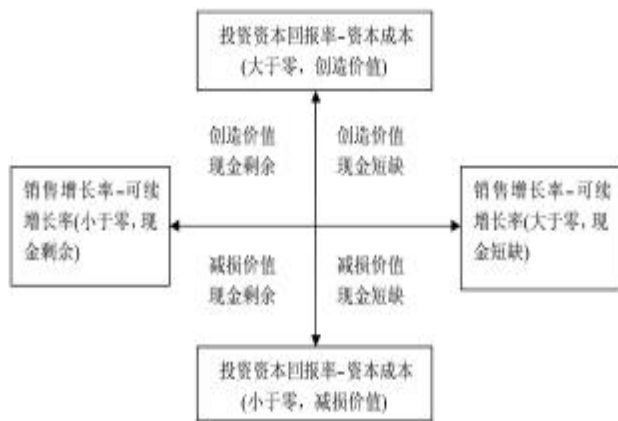 投资资本回报率-资本成本
(大于零，创造价值)
创造价值
现金剩余
创造价值
现金短缺
销售增长率-可续
增长率(小于零，现
金剩余)
销售增长率-可续
增长率(大于零，现
金短缺)
减损价值
现金剩余
减损价值
现金短缺
投资资本回报率-资本成本
(小于零，减损价值)